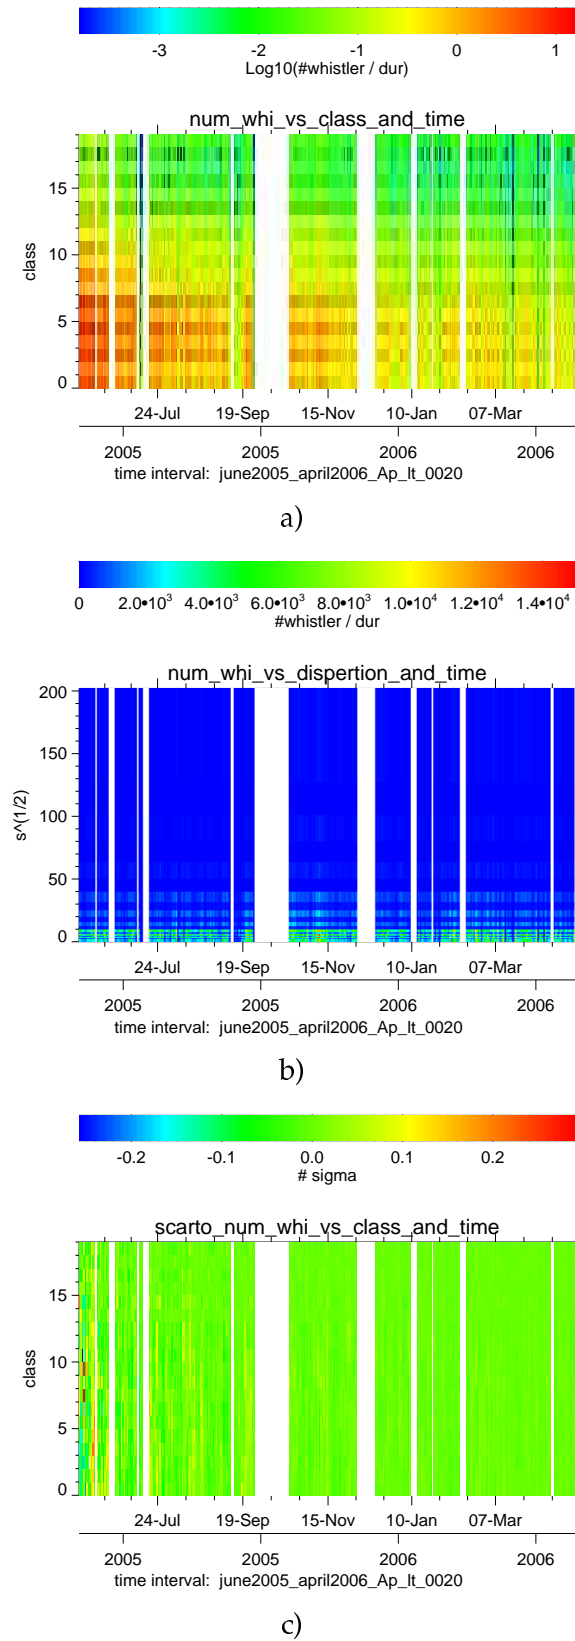 -3 -2 -1 0 1
Log10(#whistler / dur)
num_whi_vs_class_and_time
15
10
5
0
class
24-Jul 19-Sep 15-Nov 10-Jan 07-Mar
2005 2005 2006 2006
time interval: june2005_april2006_Ap_lt_0020
a)
0 2.0•10³ 4.0•10³ 6.0•10³ 8.0•10³ 1.0•10⁴ 1.2•10⁴ 1.4•10⁴
#whistler / dur
num_whi_vs_dispertion_and_time
200
150
100
50
0
s^(1/2)
24-Jul 19-Sep 15-Nov 10-Jan 07-Mar
2005 2005 2006 2006
time interval: june2005_april2006_Ap_lt_0020
b)
-0.2 -0.1 0.0 0.1 0.2
# sigma
scarto_num_whi_vs_class_and_time
15
10
5
0
class
24-Jul 19-Sep 15-Nov 10-Jan 07-Mar
2005 2005 2006 2006
time interval: june2005_april2006_Ap_lt_0020
c)